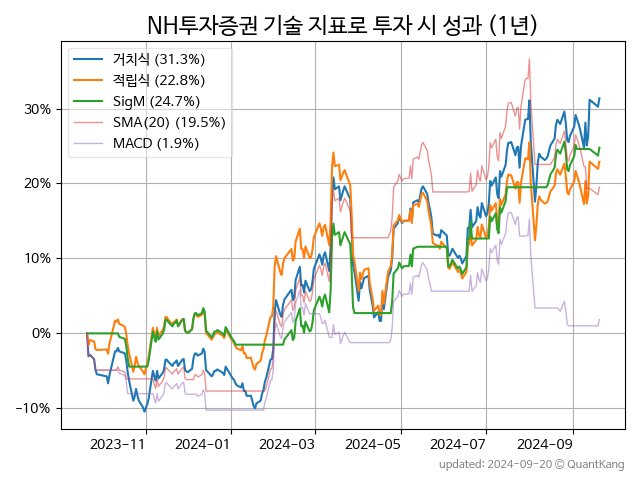 NH투자증권 기술 지표로 투자 시 성과 (1년)
거치식 (31.3%)
적립식 (22.8%)
SigM (24.7%)
SMA(20) (19.5%)
MACD (1.9%)
30%
20%
10%
0%
−10%
2023-11 2024-01 2024-03 2024-05 2024-07 2024-09
updated: 2024-09-20 © QuantKang